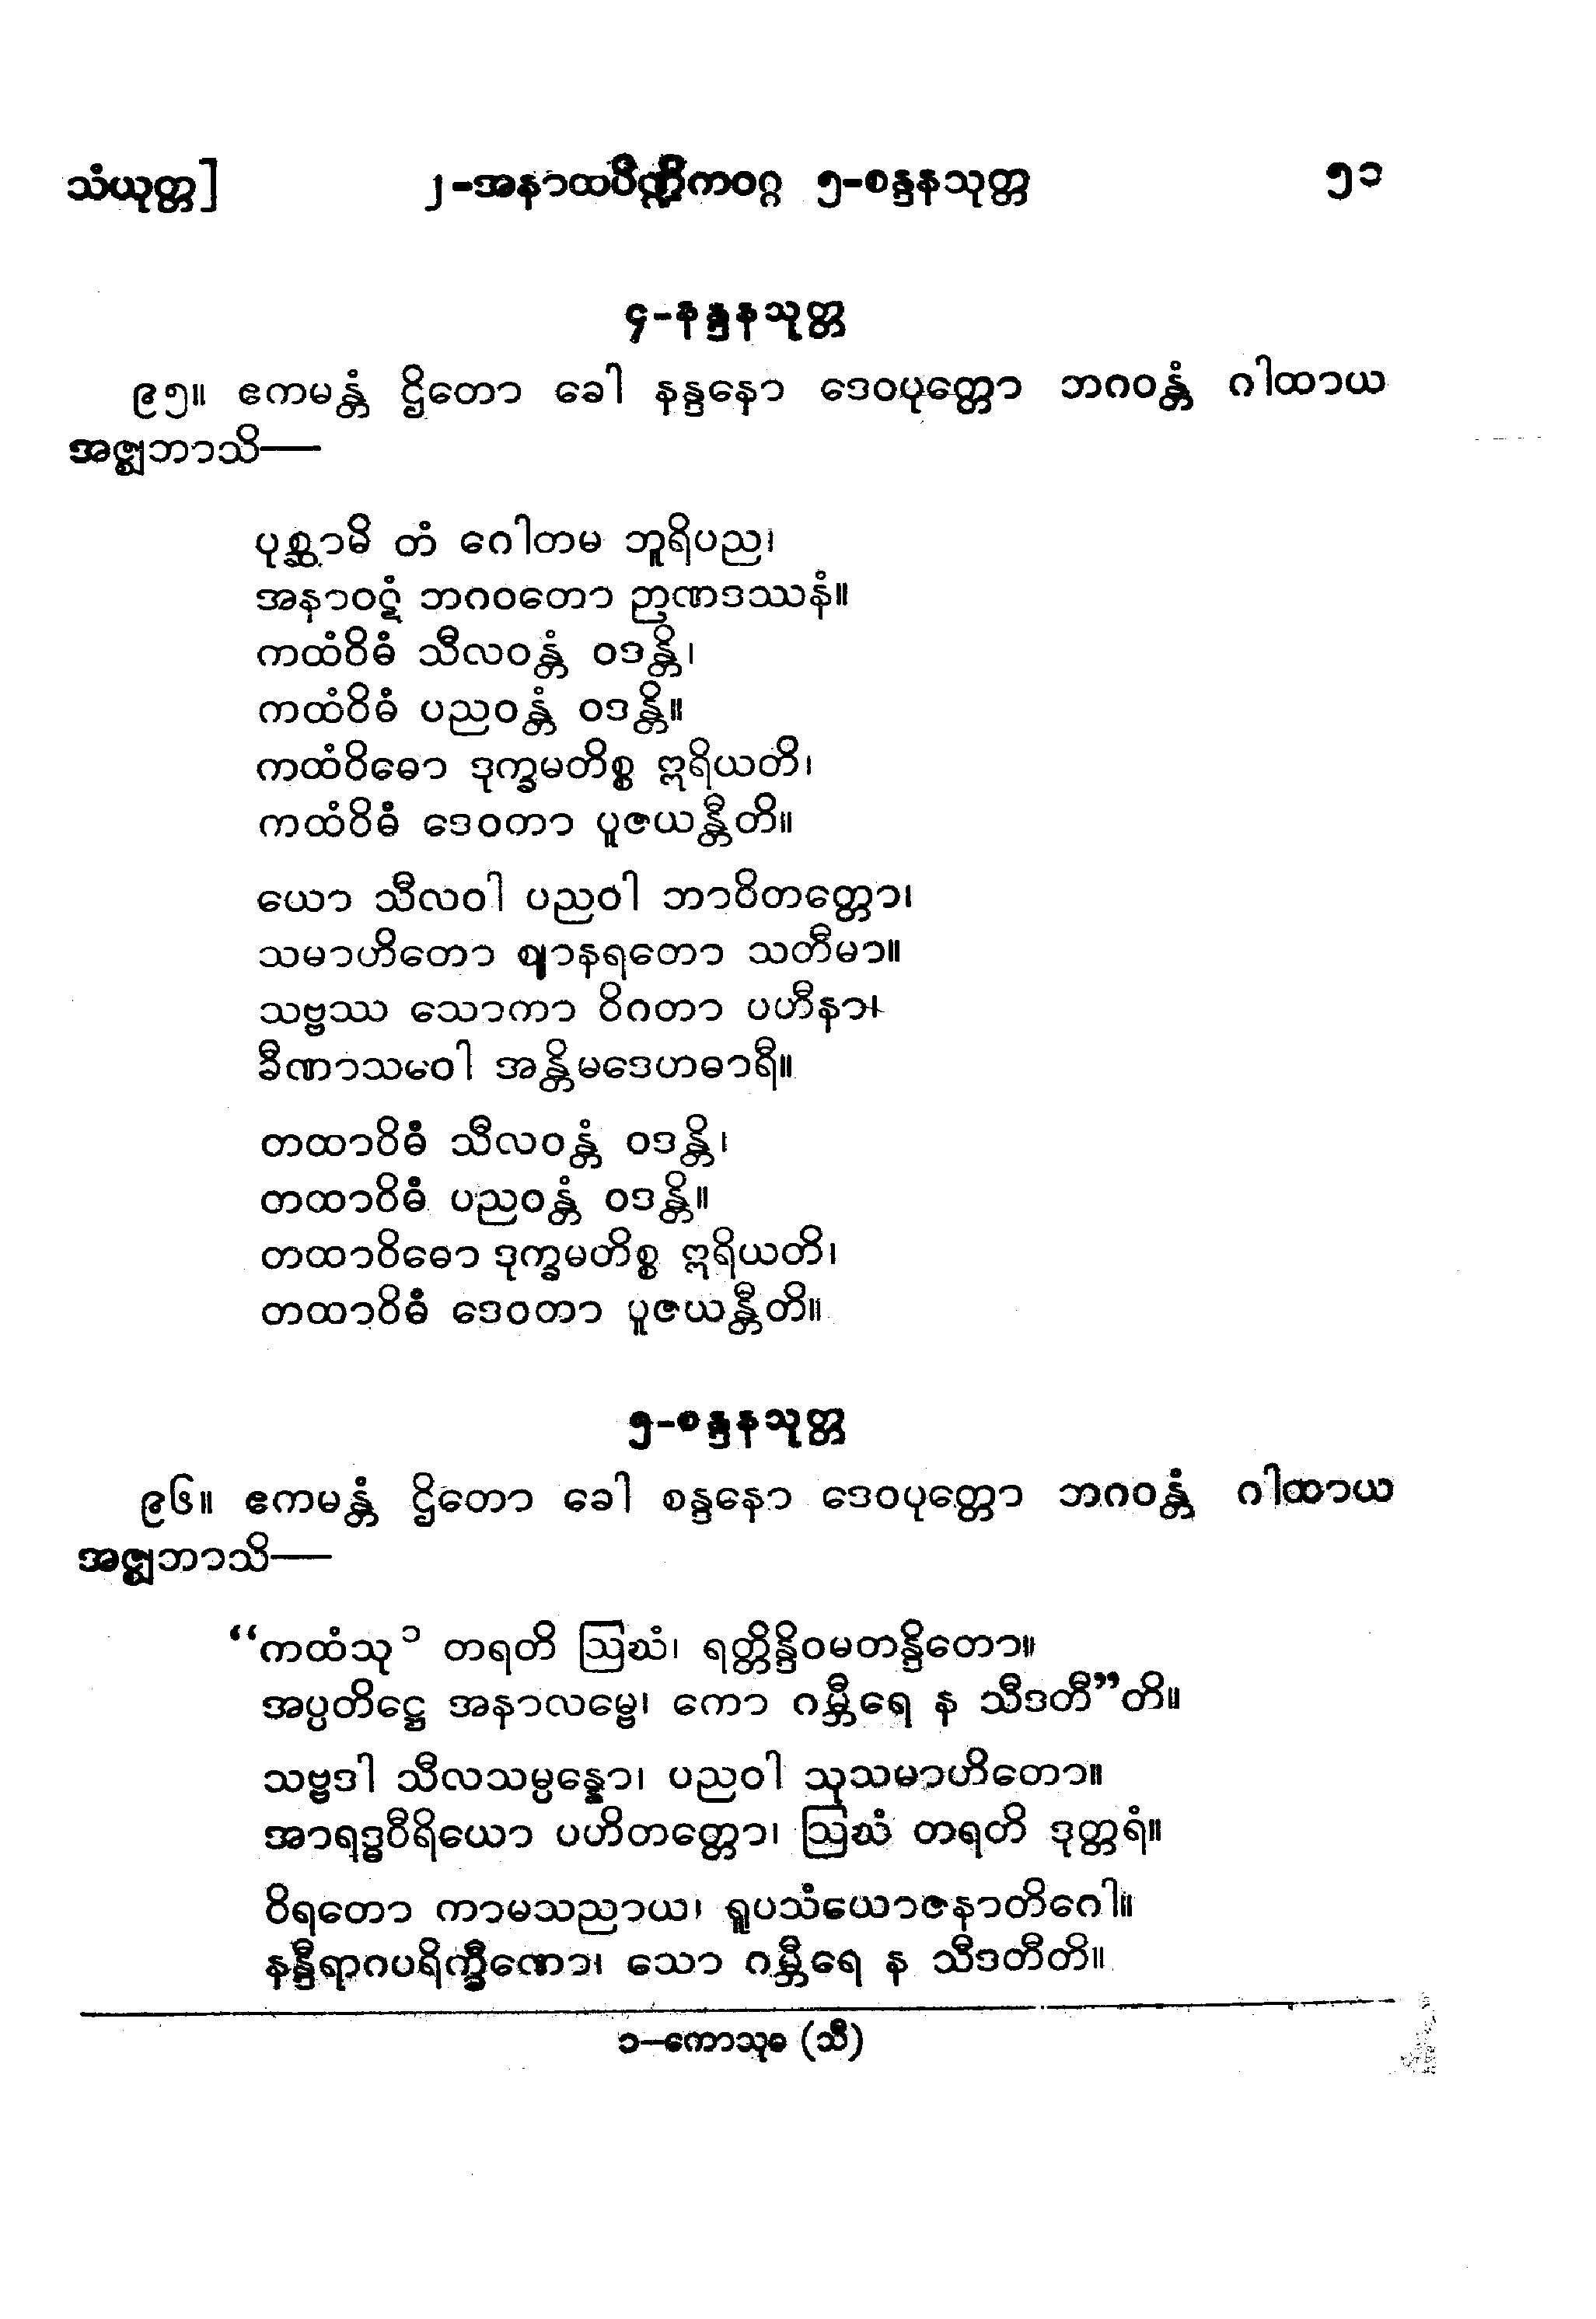 သံယုတ္တ] ၂-အနာထပိဏ္ဍိကဝဂ္ဂ ၅-စန္ဒနသုတ္တ ၅၁
၄-နန္ဒနသုတ္တ
၉၅။ ဧကမန္တံ ဌိတော ခေါ နန္ဒနော ဒေဝပုတ္တော ဘဂဝန္တံ ဂါထာယ
အဇ္ဈဘာသိ—
ပုစ္ဆာမိ တံ ဂေါတမ ဘူရိပည၊
အနာဝဋံ ဘဂဝတော ဉာဏဒဿနံ။
ကထံဝိဓံ သီလဝန္တံ ဝဒန္တိ၊
ကထံဝိဓံ ပညဝန္တံ ဝဒန္တိ။
ကထံဝိဓော ဒုက္ခမတိစ္စ ဣရိယတိ၊
ကထံဝိဓံ ဒေဝတာ ပူဇယန္တီတိ။
ယော သီလဝါ ပညဝါ ဘာဝိတတ္တော၊
သမာဟိတော ဈာနရတော သတီမာ။
သဗ္ဗဿ သောကာ ဝိဂတာ ပဟီနာ၊
ခီဏာသဝေါ အန္တိမဒေဟဓာရီ။
တထာဝိဓံ သီလဝန္တံ ဝဒန္တိ၊
တထာဝိဓံ ပညဝန္တံ ဝဒန္တိ။
တထာဝိဓော ဒုက္ခမတိစ္စ ဣရိယတိ၊
တထာဝိဓံ ဒေဝတာ ပူဇယန္တီတိ။
၅-စန္ဒနသုတ္တ
၉၆။ ဧကမန္တံ ဌိတော ခေါ စန္ဒနော ဒေဝပုတ္တော ဘဂဝန္တံ ဂါထာယ
အဇ္ဈဘာသိ—
“ကထံသု ၁ တရတိ ဩဃံ၊ ရတ္တိန္ဒိဝမတန္ဒိတော။
အပ္ပတိဋ္ဌေ အနာလမ္ဗေ၊ ကော ဂမ္ဘီရေ န သီဒတီ”တိ။
သဗ္ဗဒါ သီလသမ္ပန္နော၊ ပညဝါ သုသမာဟိတော။
အာရဒ္ဓဝီရိယော ပဟိတတ္တော၊ ဩဃံ တရတိ ဒုတ္တရံ။
ဝိရတော ကာမသညာယ၊ ရူပသံယောဇနာတိဂေါ။
နန္ဒီရာဂပရိက္ခီဏော၊ သော ဂမ္ဘီရေ န သီဒတီတိ။
၁—ကောသုဓ (သီ)